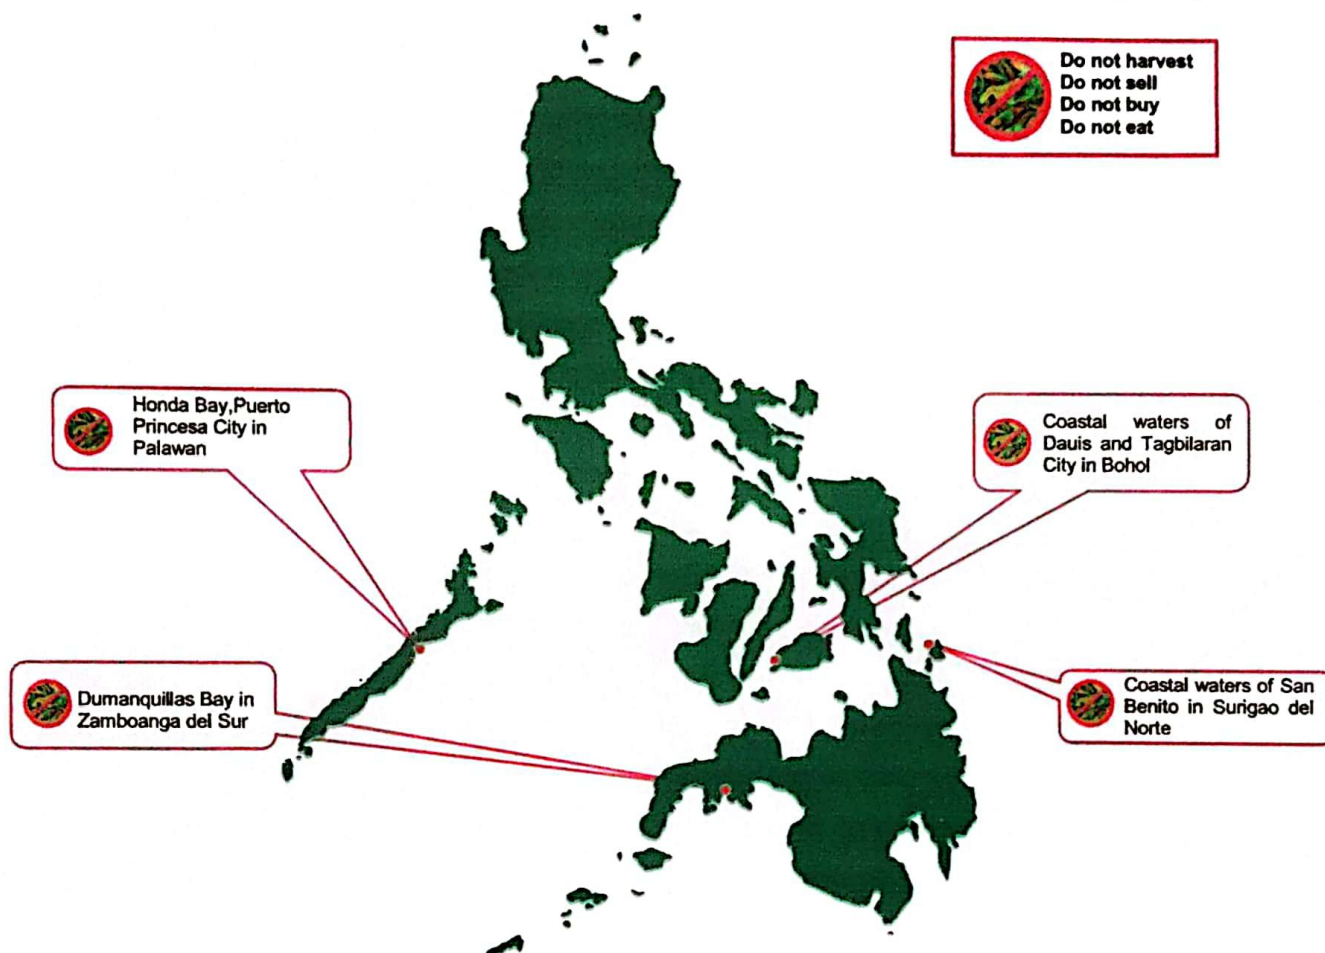 Do not harvest
Do not sell
Do not buy
Do not eat
Honda Bay,Puerto
Princesa City in
Palawan
Coastal waters of
Dauis and Tagbilaran
City in Bohol
Dumanquillas Bay in
Zamboanga del Sur
Coastal waters of San
Benito in Surigao del
Norte